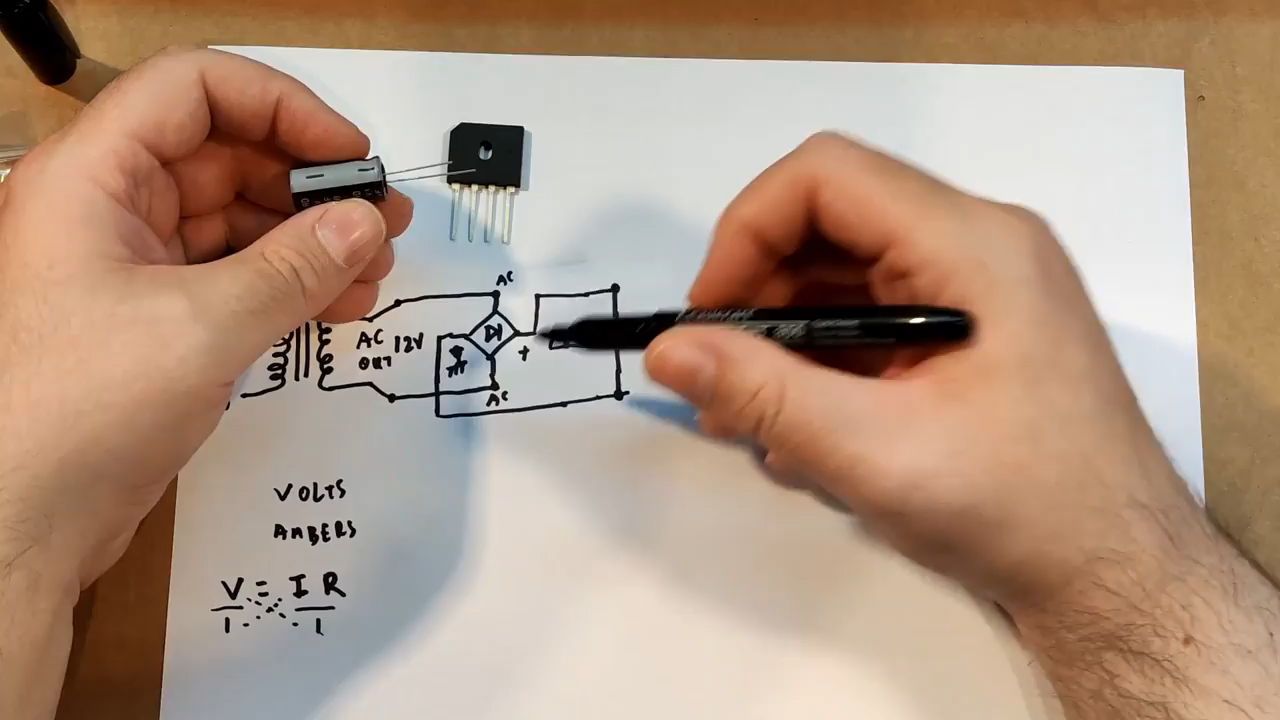 AC
AC 12V
OUT
+
AC
VOLTS
AMBERS
V = I R
1 1